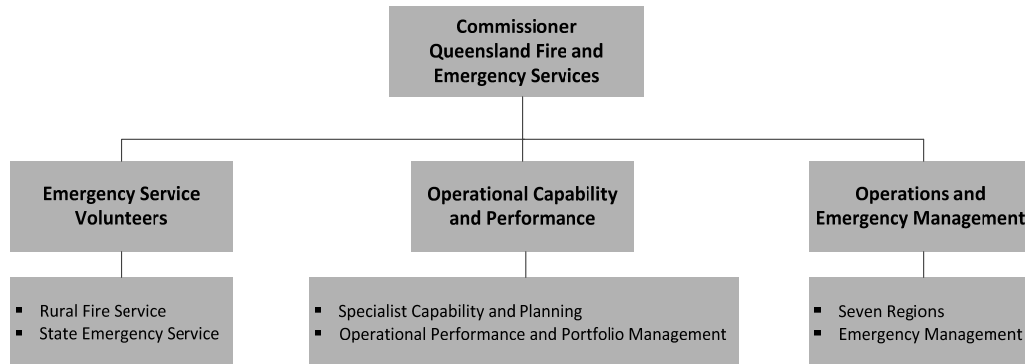 Commissioner
Queensland Fire and
Emergency Services
Emergency Service
Volunteers
Operational Capability
and Performance
Operations and
Emergency Management
▪ Rural Fire Service
▪ State Emergency Service
▪ Specialist Capability and Planning
▪ Operational Performance and Portfolio Management
▪ Seven Regions
▪ Emergency Management